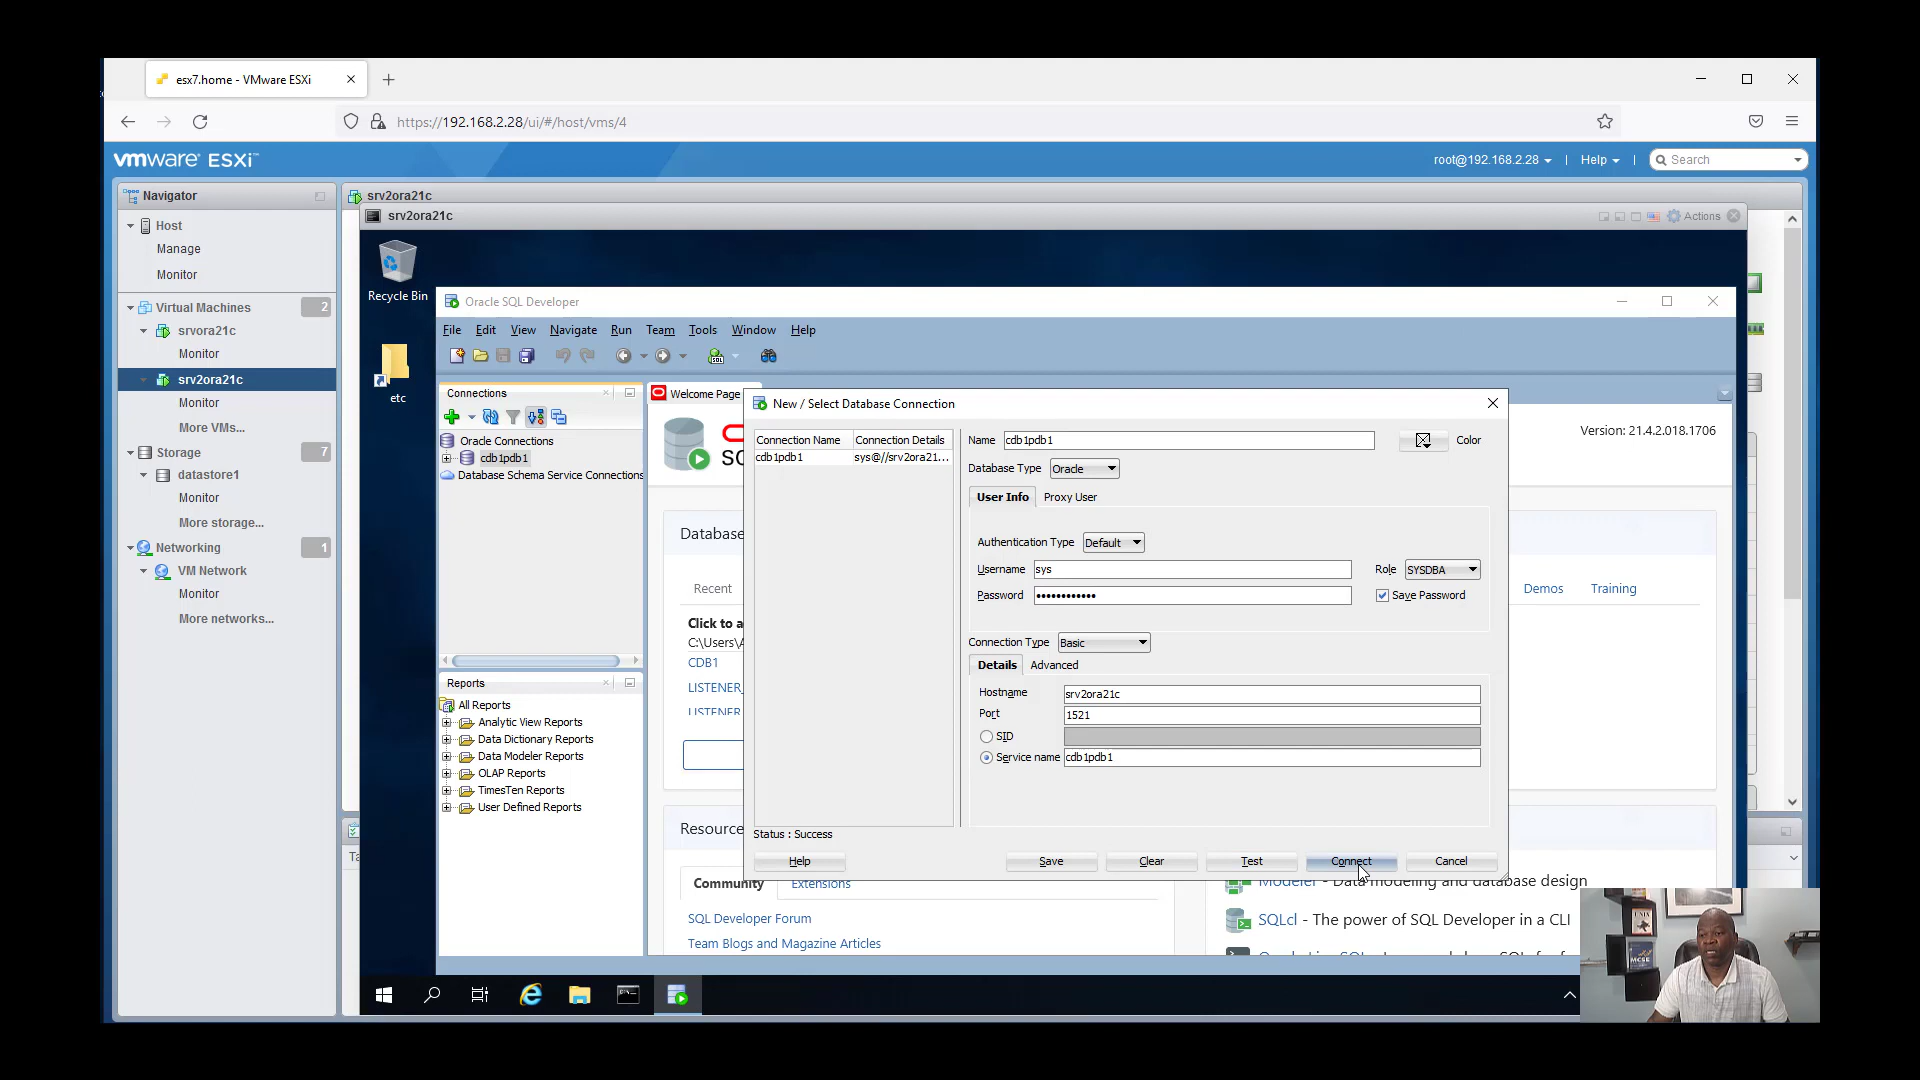 esx7.home - VMware ESXi
https://192.168.2.28/ui/#/host/vms/4
vmware ESXi™
root@192.168.2.28
Help
Search
Navigator
Host
Manage
Monitor
Virtual Machines
2
srvora21c
Monitor
srv2ora21c
Monitor
More VMs...
Storage
7
datastore1
Monitor
More storage...
Networking
1
VM Network
Monitor
More networks...
srv2ora21c
srv2ora21c
Actions
Recycle Bin
etc
Oracle SQL Developer
File Edit View Navigate Run Team Tools Window Help
Connections
Oracle Connections
cdb1pdb1
Database Schema Service Connections
Reports
All Reports
Analytic View Reports
Data Dictionary Reports
Data Modeler Reports
OLAP Reports
TimesTen Reports
User Defined Reports
Welcome Page
SQL
Version: 21.4.2.018.1706
Database
Recent
Demos
Training
Click to a
C:\Users\A
CDB1
LISTENER_
LISTENER
Resource
Community
Extensions
SQL Developer Forum
Team Blogs and Magazine Articles
Modeler - Data modeling and database design
SQLcl - The power of SQL Developer in a CLI
New / Select Database Connection
Connection Name Connection Details
cdb1pdb1 sys@//srv2ora21...
Name cdb1pdb1
Color
Database Type Oracle
User Info Proxy User
Authentication Type Default
Username sys
Role SYSDBA
Password ••••••••••••
Save Password
Connection Type Basic
Details Advanced
Hostname srv2ora21c
Port 1521
SID
Service name cdb1pdb1
Status : Success
Help
Save
Clear
Test
Connect
Cancel
UNIX
MCSE